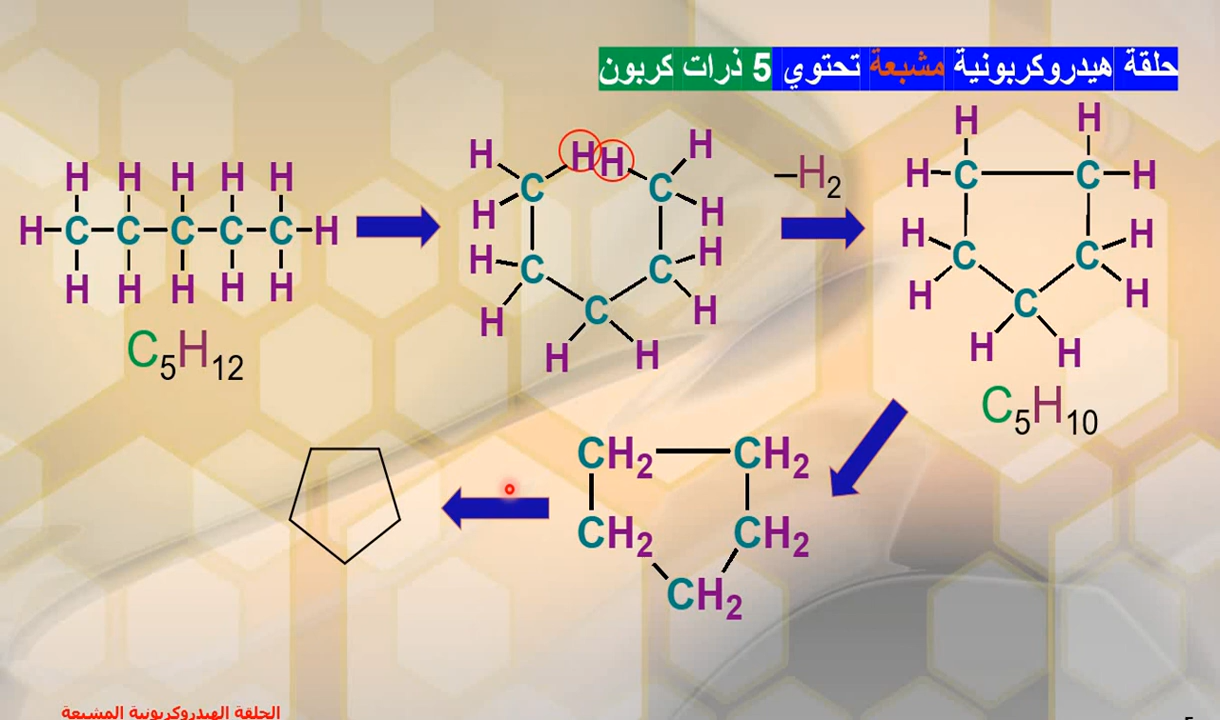 حلقة هيدروكربونية مشبعة تحتوي 5 ذرات كربون
H H H H H
H C C C C C H
H H H H H
C5H12
H H H H
C C
H H
H C C H
H C H
H H
–H2
H H
H C C H
H C C H
H C H
H H
C5H10
CH2 CH2
CH2 CH2
CH2
الحلقة الهيدروكربونية المشبعة